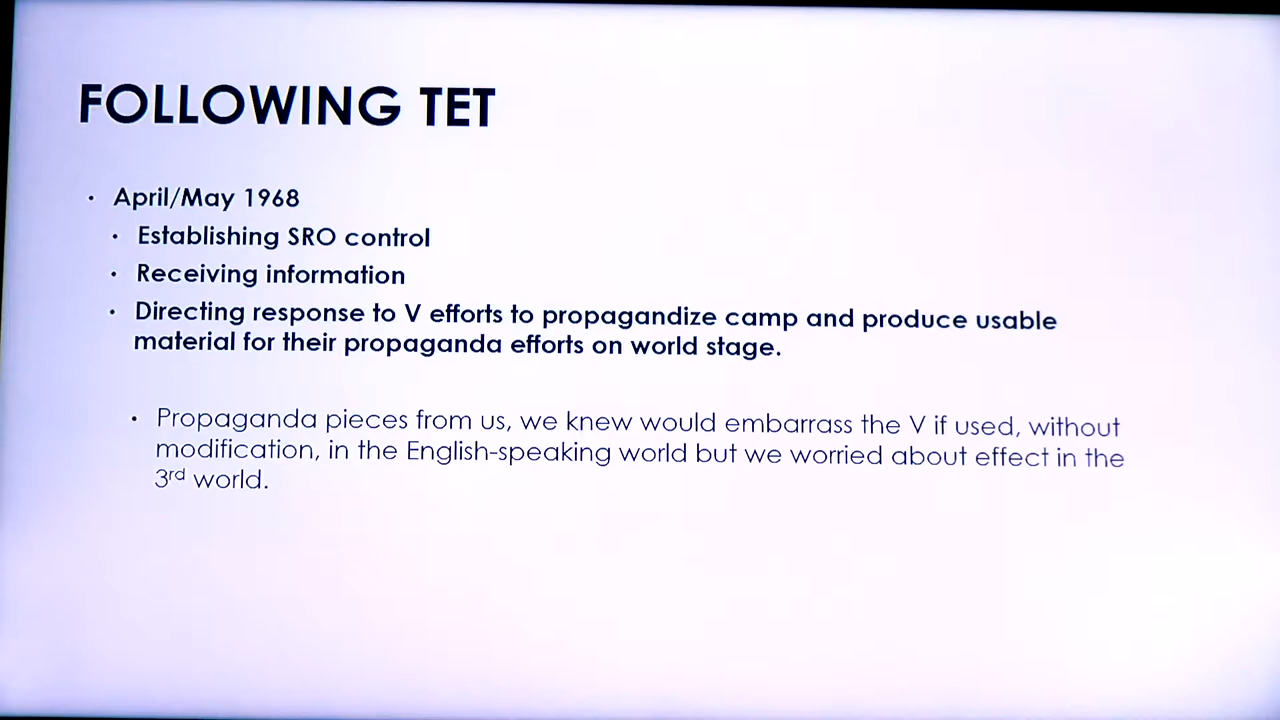 FOLLOWING TET
• April/May 1968
• Establishing SRO control
• Receiving information
• Directing response to V efforts to propagandize camp and produce usable
material for their propaganda efforts on world stage.
• Propaganda pieces from us, we knew would embarrass the V if used, without
modification, in the English-speaking world but we worried about effect in the
3rd world.